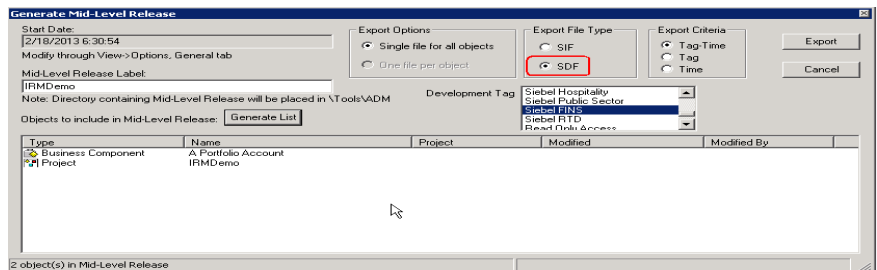 Generate Mid-Level Release
Start Date:
2/18/2013 6:30:54
Modify through View->Options, General tab
Mid-Level Release Label:
IRMDemo
Note: Directory containing Mid-Level Release will be placed in \Tools\ADM
Objects to include in Mid-Level Release: Generate List
Export Options
Single file for all objects
One file per object
Export File Type
SIF
SDF
Export Criteria
Tag-Time
Tag
Time
Export
Cancel
Development Tag
Siebel Hospitality
Siebel Public Sector
Siebel FINS
Siebel RTD
Read Only Access
Type Name Project Modified Modified By
Business Component A Portfolio Account
Project IRMDemo
2 object(s) in Mid-Level Release